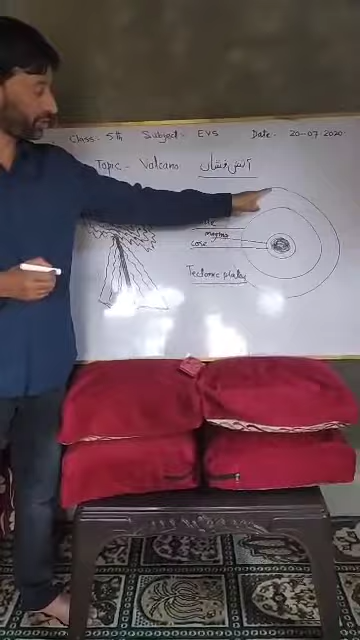 Class: 5th Subject: EVS Date: 20-07-2020
Topic - Volcano آتش فشاں
magma
core
Tectonic plates